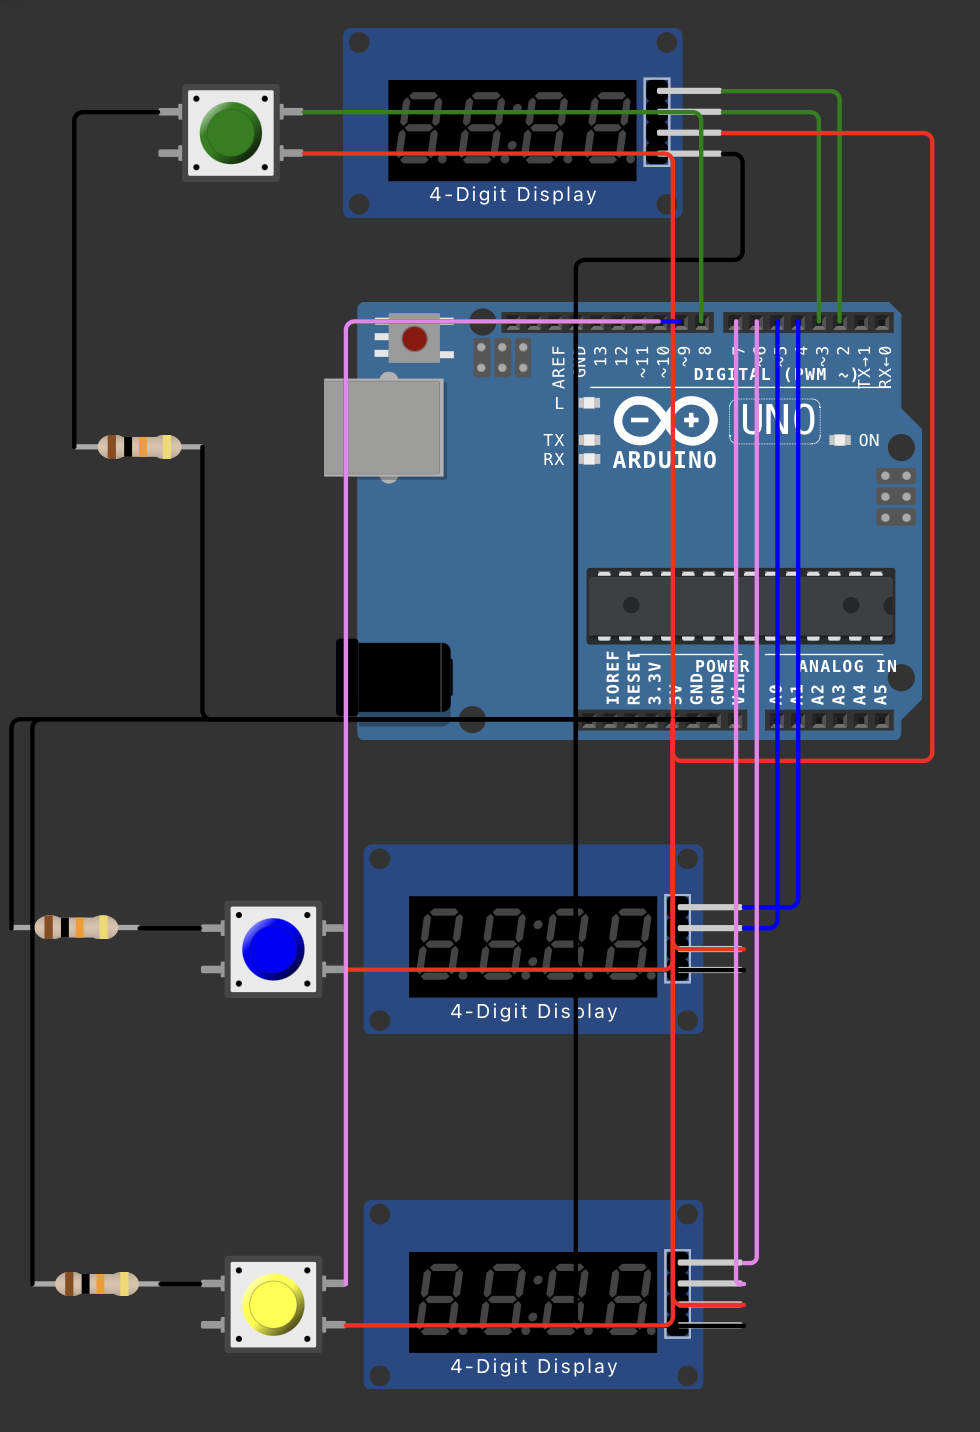 4-Digit Display
AREF
GND
13
12
~11
~10
~9
8
7
~6
~5
4
~3
2
TX→1
RX←0
DIGITAL (PWM ~)
L
TX
RX
UNO
ARDUINO
ON
POWER
ANALOG IN
IOREF
RESET
3.3V
5V
GND
GND
Vin
A0
A1
A2
A3
A4
A5
4-Digit Display
4-Digit Display